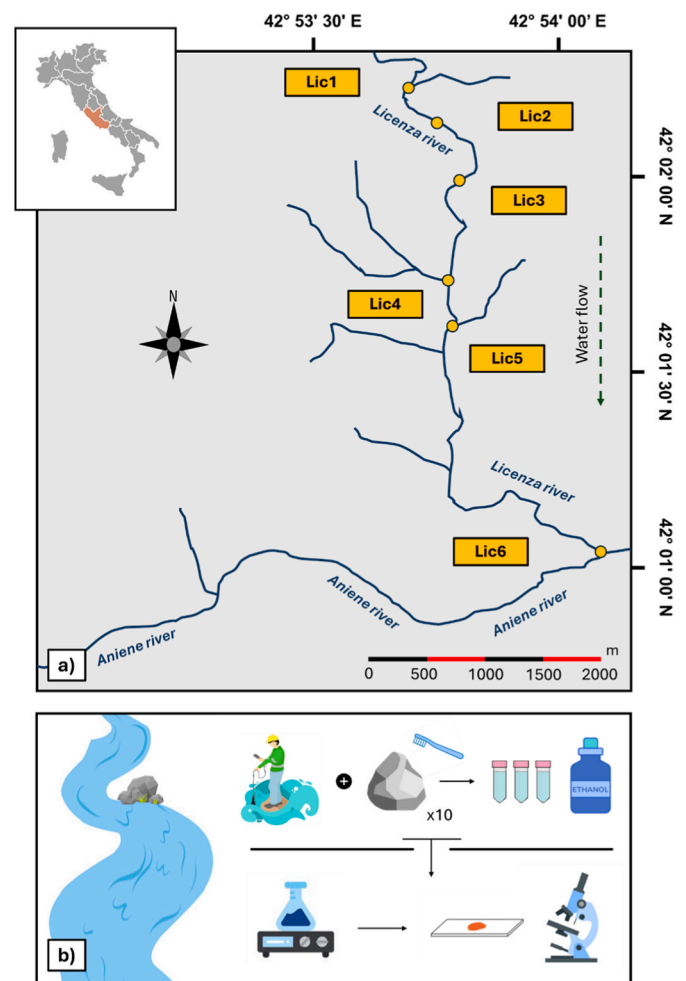 42° 53' 30' E
42° 54' 00' E
Lic1
Lic2
Licenza river
42° 02' 00' N
Lic3
N
Lic4
Water flow
Lic5
42° 01' 30' N
Licenza river
Lic6
42° 01' 00' N
Aniene river
Aniene river
Aniene river
a)
m
0 500 1000 1500 2000
ETHANOL
x10
b)